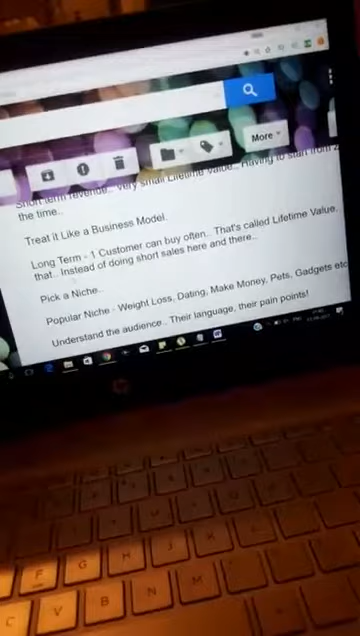 More
Short term revenue.. Very small Lifetime Value.. Having to start from
the time..
Treat it Like a Business Model.
Long Term - 1 Customer can buy often.. That's called Lifetime Value.
that.. Instead of doing short sales here and there..
Pick a Niche..
Popular Niche - Weight Loss, Dating, Make Money, Pets, Gadgets etc
Understand the audience.. Their language, their pain points!
F G H J K
C V B N M